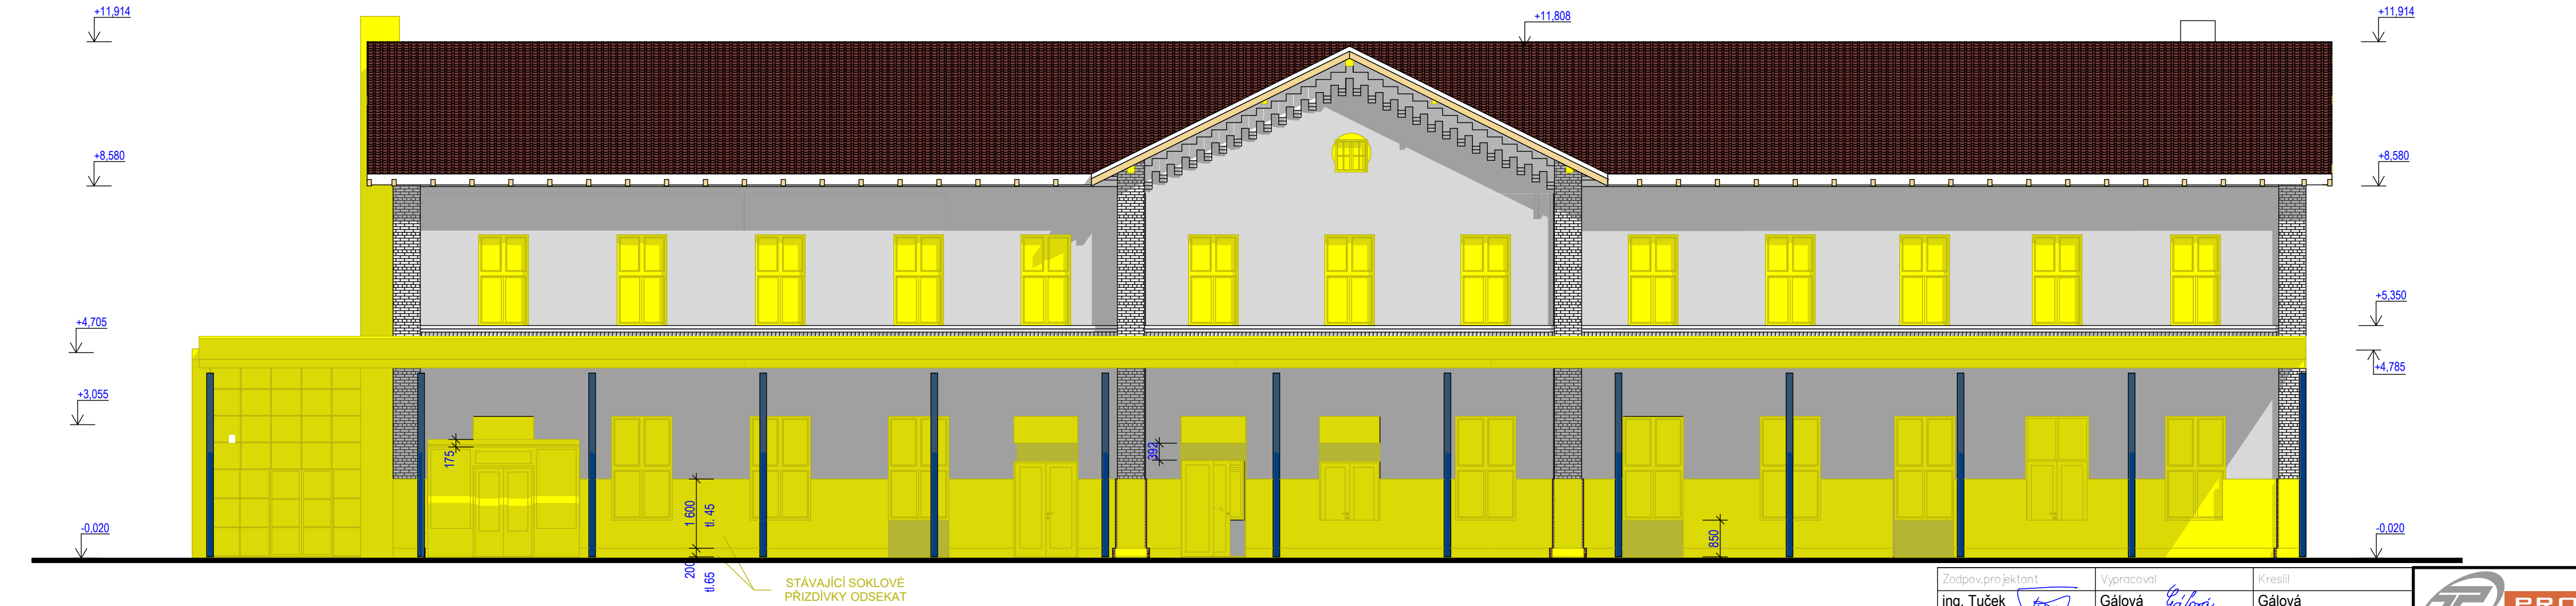 +11,914
+11,808
+11,914
+8,580
+8,580
+5,350
+4,705
+4,785
+3,055
175
392
1 600
tl. 45
850
-0,020
-0,020
200
tl.65
STÁVAJÍCÍ SOKLOVÉ
PŘIZDÍVKY ODSEKAT
Zodpov.projektant
Vypracoval
Kreslil
ing. Tuček
Gálová
Gálová